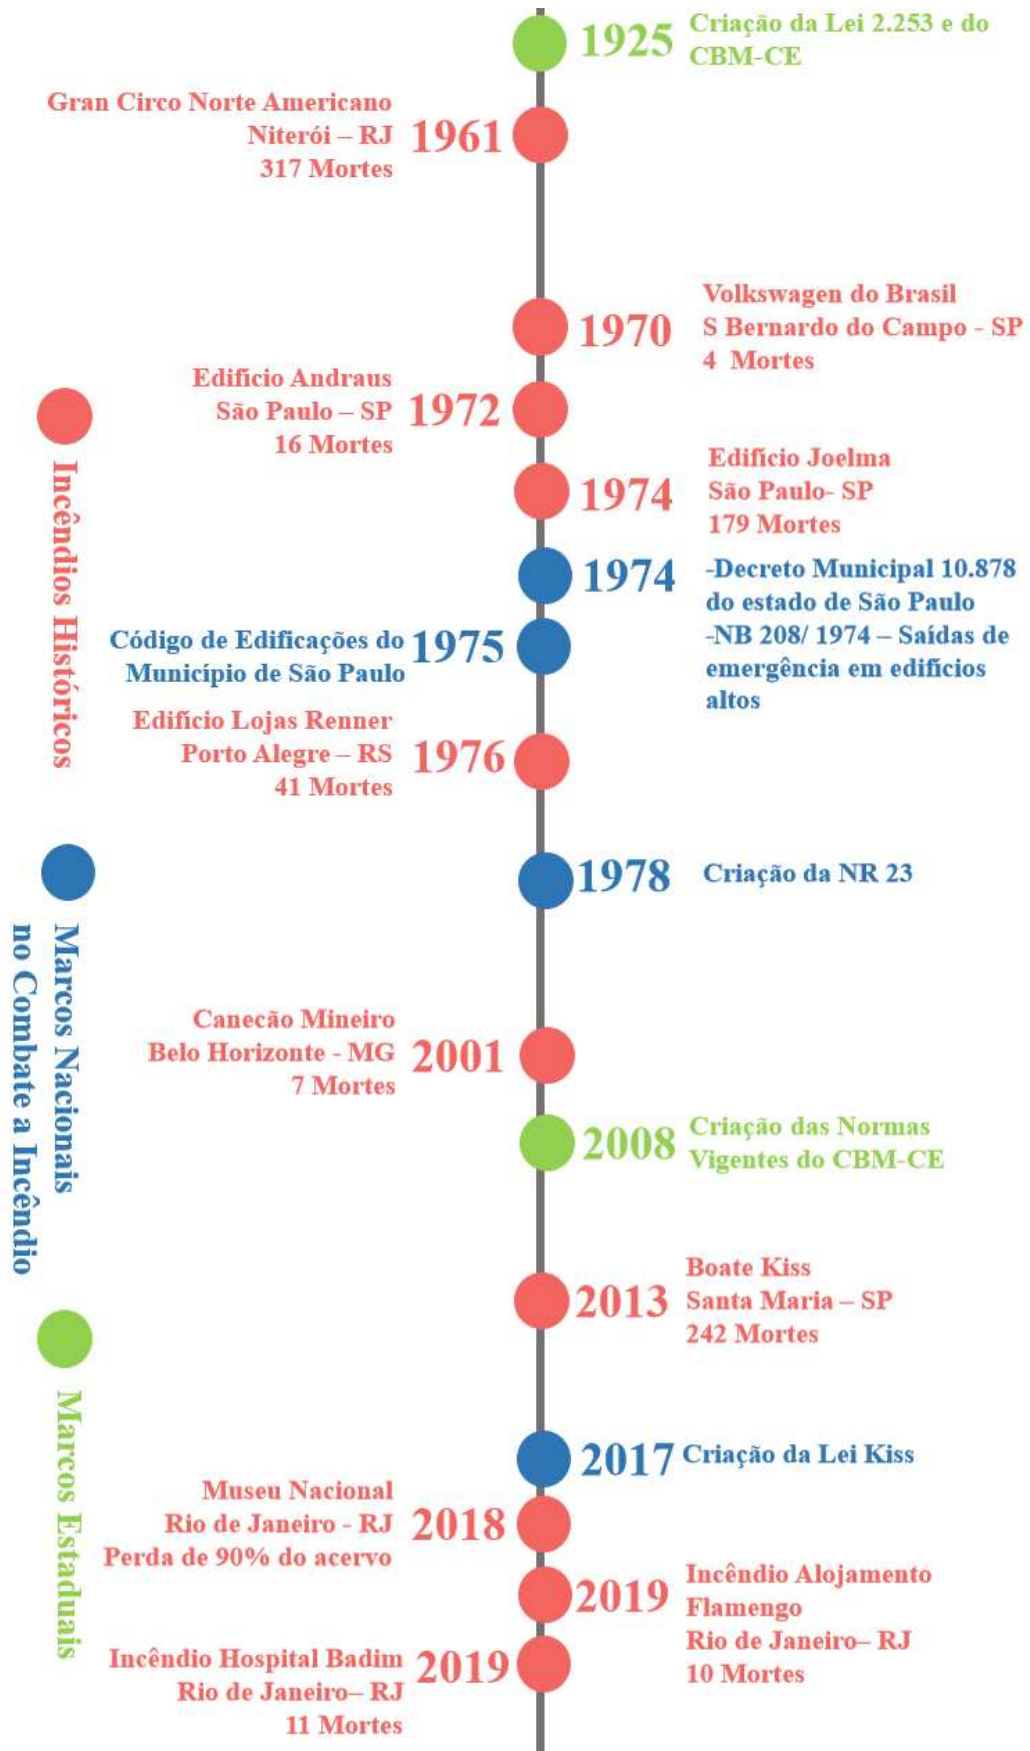 1925
Criação da Lei 2.253 e do
CBM-CE
Gran Circo Norte Americano
Niterói – RJ
317 Mortes
1961
1970
Volkswagen do Brasil
S Bernardo do Campo - SP
4 Mortes
Edifício Andraus
São Paulo – SP
16 Mortes
1972
1974
Edifício Joelma
São Paulo- SP
179 Mortes
1974
-Decreto Municipal 10.878
do estado de São Paulo
-NB 208/ 1974 – Saídas de
emergência em edifícios
altos
Código de Edificações do
Município de São Paulo
1975
Edifício Lojas Renner
Porto Alegre – RS
41 Mortes
1976
1978
Criação da NR 23
Canecão Mineiro
Belo Horizonte - MG
7 Mortes
2001
2008
Criação das Normas
Vigentes do CBM-CE
2013
Boate Kiss
Santa Maria – SP
242 Mortes
2017
Criação da Lei Kiss
Museu Nacional
Rio de Janeiro - RJ
Perda de 90% do acervo
2018
2019
Incêndio Alojamento
Flamengo
Rio de Janeiro– RJ
10 Mortes
Incêndio Hospital Badim
Rio de Janeiro– RJ
11 Mortes
2019
Incêndios Históricos
Marcos Nacionais
no Combate a Incêndio
Marcos Estaduais